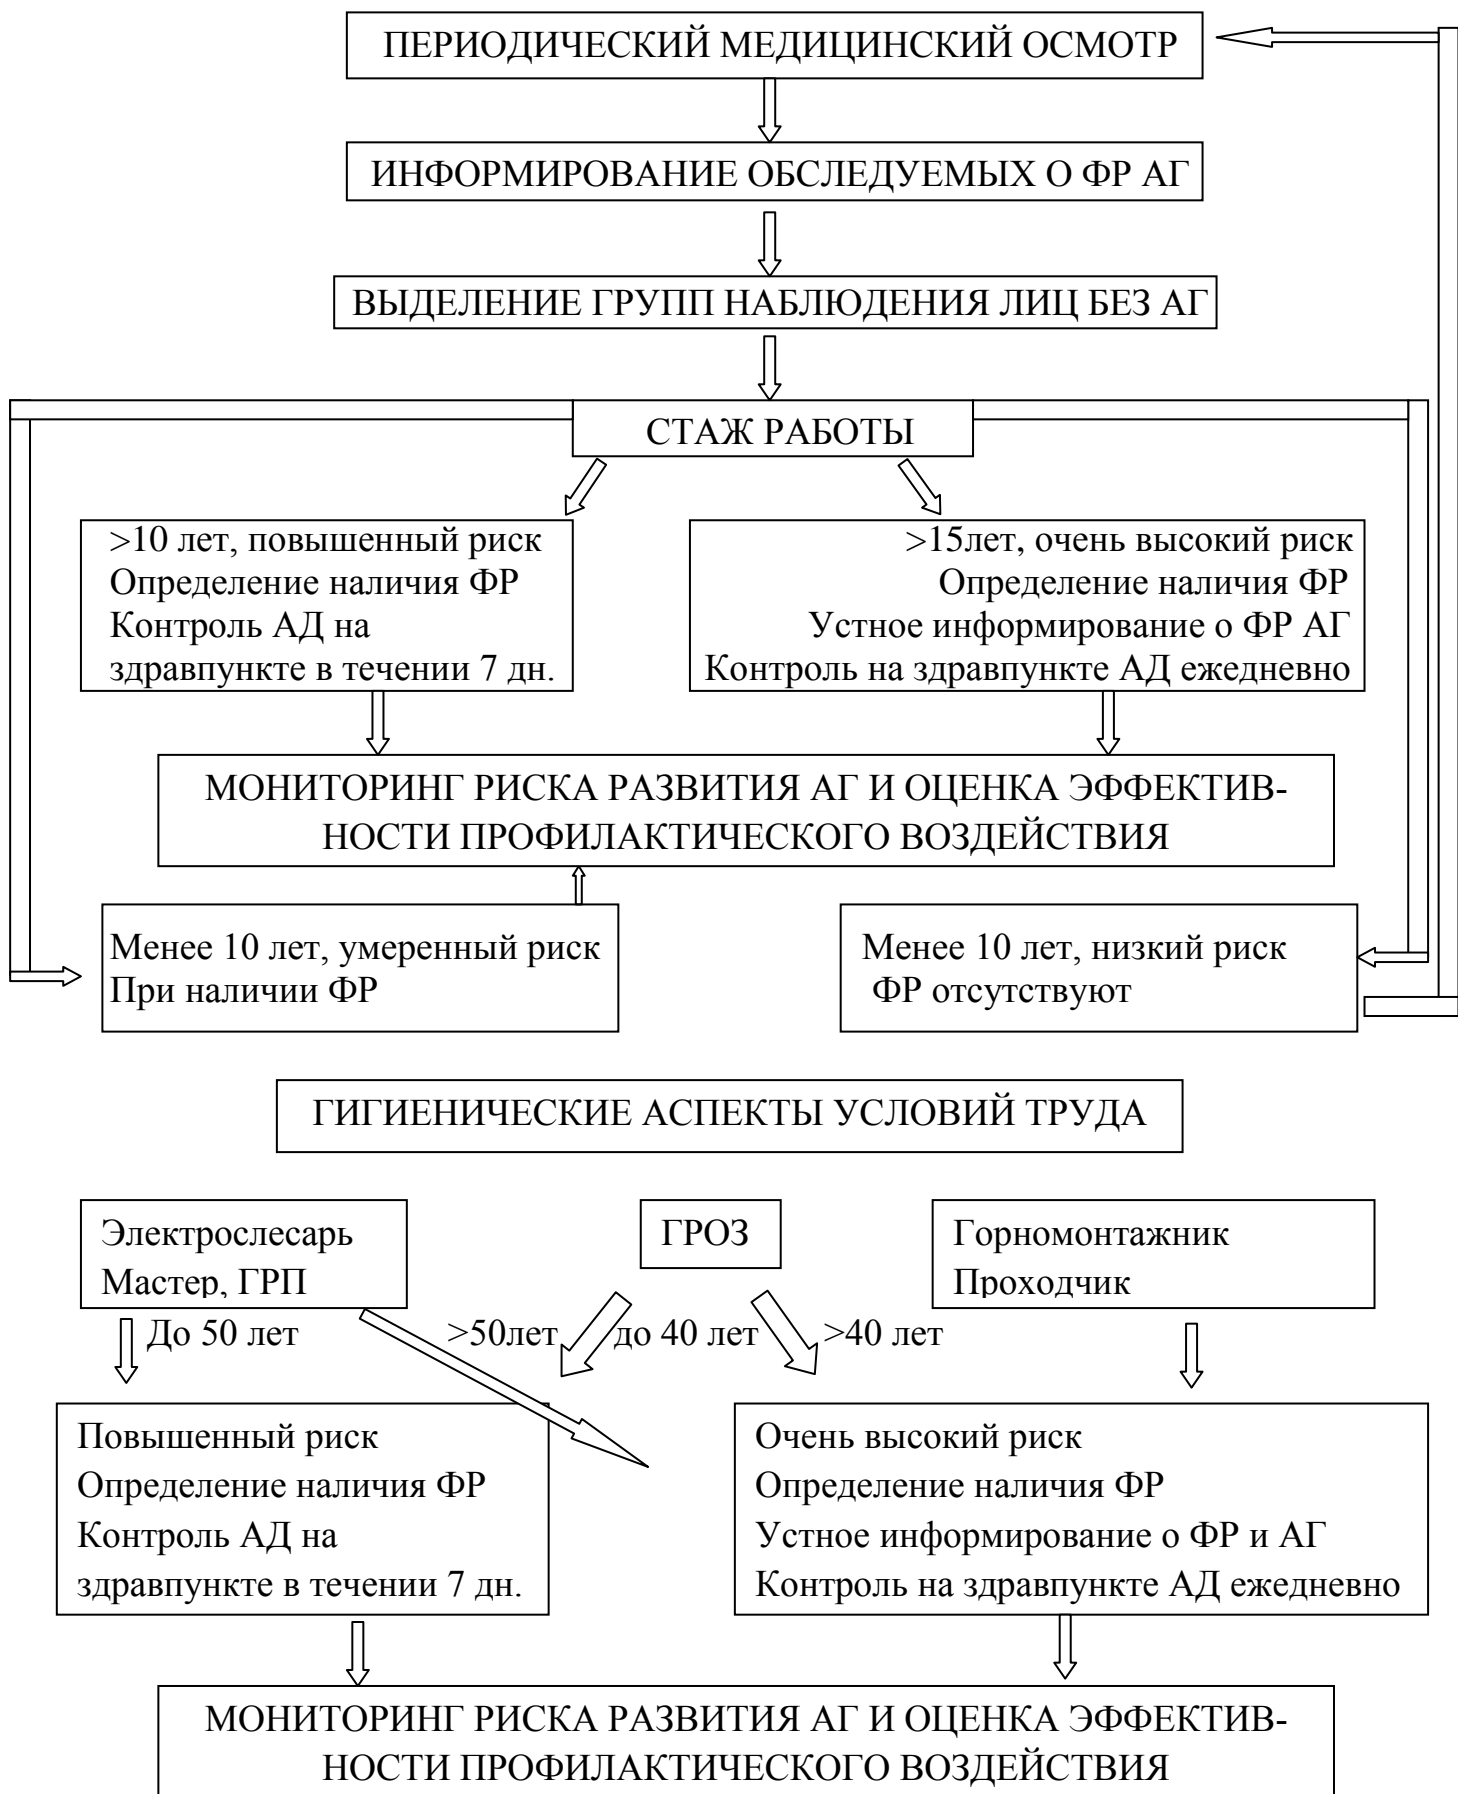 ПЕРИОДИЧЕСКИЙ МЕДИЦИНСКИЙ ОСМОТР
ИНФОРМИРОВАНИЕ ОБСЛЕДУЕМЫХ О ФР АГ
ВЫДЕЛЕНИЕ ГРУПП НАБЛЮДЕНИЯ ЛИЦ БЕЗ АГ
СТАЖ РАБОТЫ
>10 лет, повышенный риск
Определение наличия ФР
Контроль АД на
здравпункте в течении 7 дн.
>15лет, очень высокий риск
Определение наличия ФР
Устное информирование о ФР АГ
Контроль на здравпункте АД ежедневно
МОНИТОРИНГ РИСКА РАЗВИТИЯ АГ И ОЦЕНКА ЭФФЕКТИВ-
НОСТИ ПРОФИЛАКТИЧЕСКОГО ВОЗДЕЙСТВИЯ
Менее 10 лет, умеренный риск
При наличии ФР
Менее 10 лет, низкий риск
ФР отсутствуют
ГИГИЕНИЧЕСКИЕ АСПЕКТЫ УСЛОВИЙ ТРУДА
Электрослесарь
Мастер, ГРП
ГРОЗ
Горномонтажник
Проходчик
До 50 лет
>50лет
до 40 лет
>40 лет
Повышенный риск
Определение наличия ФР
Контроль АД на
здравпункте в течении 7 дн.
Очень высокий риск
Определение наличия ФР
Устное информирование о ФР и АГ
Контроль на здравпункте АД ежедневно
МОНИТОРИНГ РИСКА РАЗВИТИЯ АГ И ОЦЕНКА ЭФФЕКТИВ-
НОСТИ ПРОФИЛАКТИЧЕСКОГО ВОЗДЕЙСТВИЯ